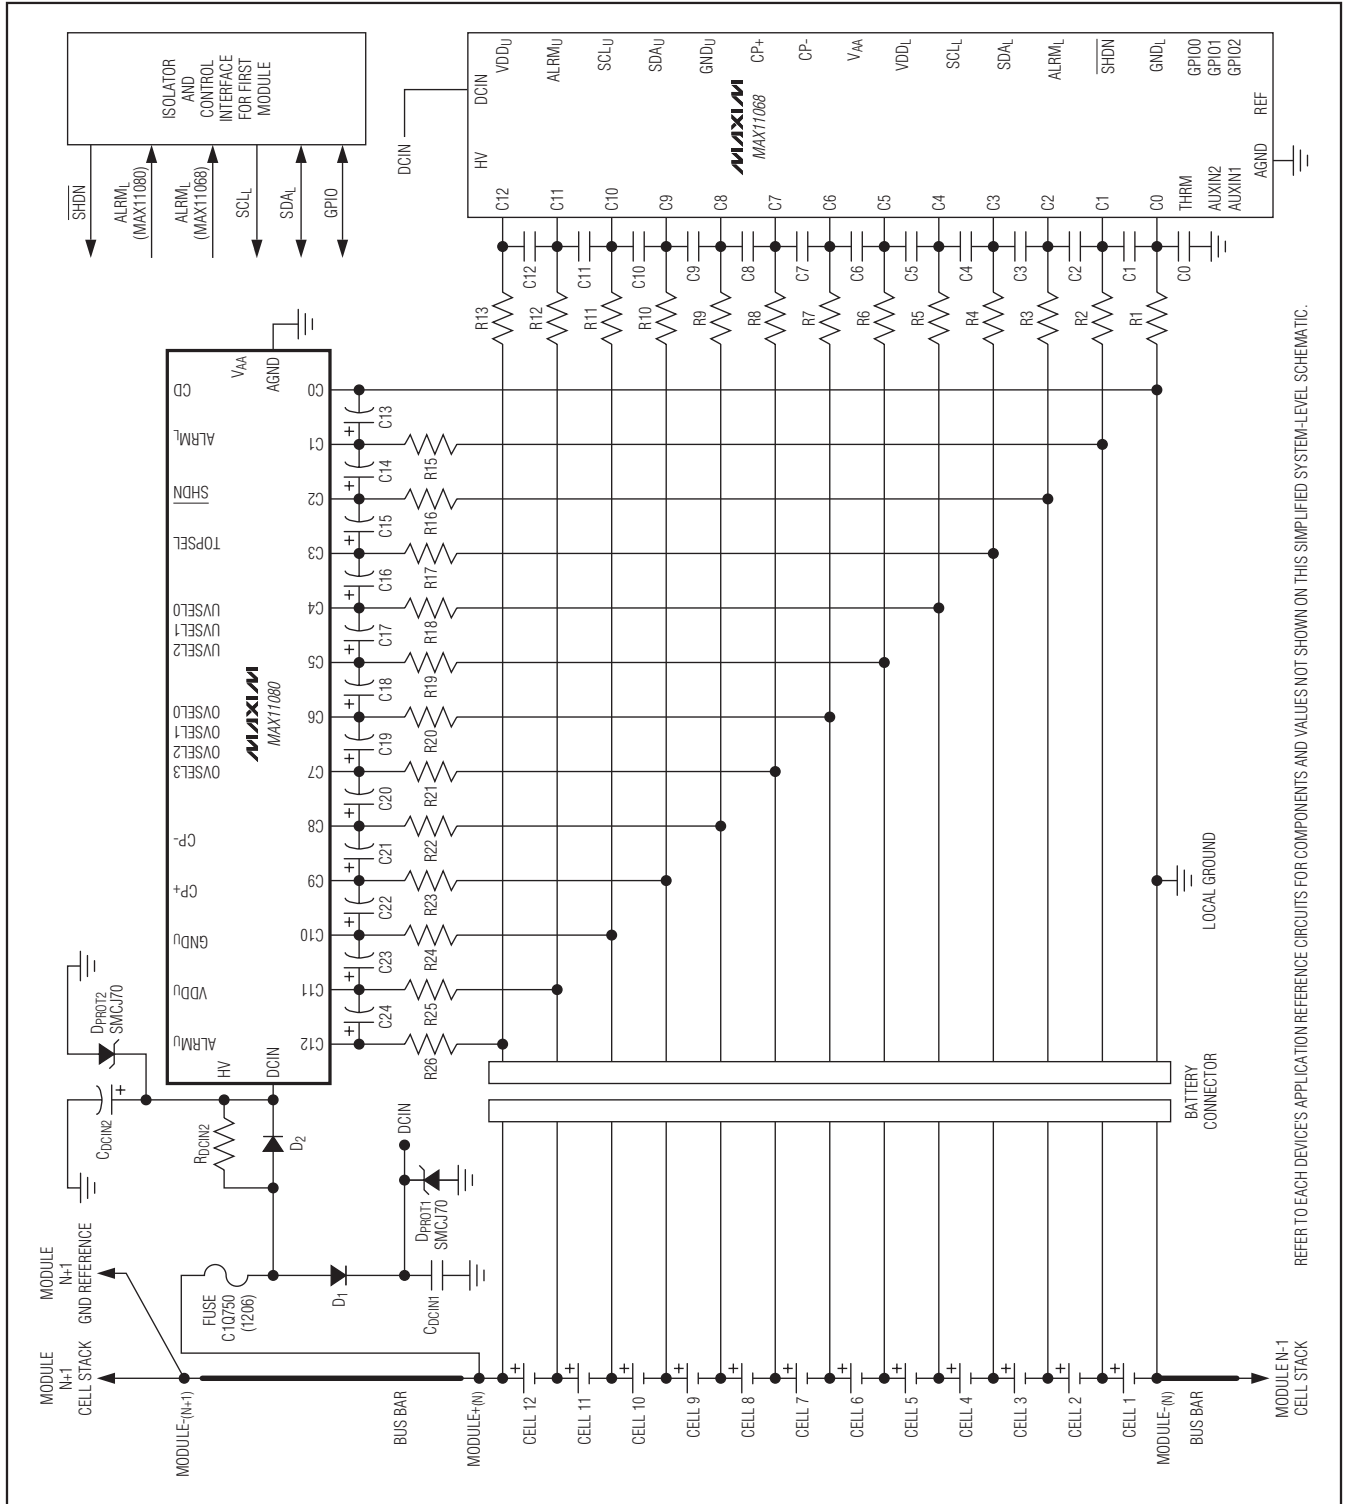 ISOLATOR
AND
CONTROL
INTERFACE
FOR FIRST
MODULE
SHDN
ALRML
(MAX11080)
ALRML
(MAX11068)
SCLL
SDAL
GPIO
DCIN
DCIN
HV
VDDU
ALRMU
SCLU
SDAU
GNDU
CP+
CP-
VAA
VDDL
SCLL
SDAL
ALRML
SHDN
GNDL
GPIO0
GPIO1
GPIO2
MAXIM
MAX11068
C12
C11
C10
C9
C8
C7
C6
C5
C4
C3
C2
C1
C0
THRM
AUXIN2
AUXIN1
AGND
REF
C12
C11
C10
C9
C8
C7
C6
C5
C4
C3
C2
C1
C0
R13
R12
R11
R10
R9
R8
R7
R6
R5
R4
R3
R2
R1
VAA
AGND
CD
ALRML
SHDN
TOPSEL
UVSEL0
UVSEL1
UVSEL2
OVSEL0
OVSEL1
OVSEL2
OVSEL3
CP-
CP+
GNDU
VDDU
ALRMU
HV
DCIN
MAXIM
MAX11080
C0
C1
C2
C3
C4
C5
C6
C7
C8
C9
C10
C11
C12
C13
+
C14
+
C15
+
C16
+
C17
+
C18
+
C19
+
C20
+
C21
+
C22
+
C23
+
C24
+
R15
R16
R17
R18
R19
R20
R21
R22
R23
R24
R25
R26
DPROT2
SMCJ70
CDCIN2
+
RDCIN2
D2
DCIN
DPROT1
SMCJ70
D1
CDCIN1
FUSE
C1Q750
(1206)
MODULE
N+1
GND REFERENCE
MODULE
N+1
CELL STACK
MODULE-(N+1)
BUS BAR
MODULE+(N)
CELL 12
+
CELL 11
+
CELL 10
+
CELL 9
+
CELL 8
+
CELL 7
+
CELL 6
+
CELL 5
+
CELL 4
+
CELL 3
+
CELL 2
+
CELL 1
+
MODULE-(N)
BUS BAR
MODULE N-1
CELL STACK
BATTERY
CONNECTOR
LOCAL GROUND
REFER TO EACH DEVICE'S APPLICATION REFERENCE CIRCUITS FOR COMPONENTS AND VALUES NOT SHOWN ON THIS SIMPLIFIED SYSTEM-LEVEL SCHEMATIC.